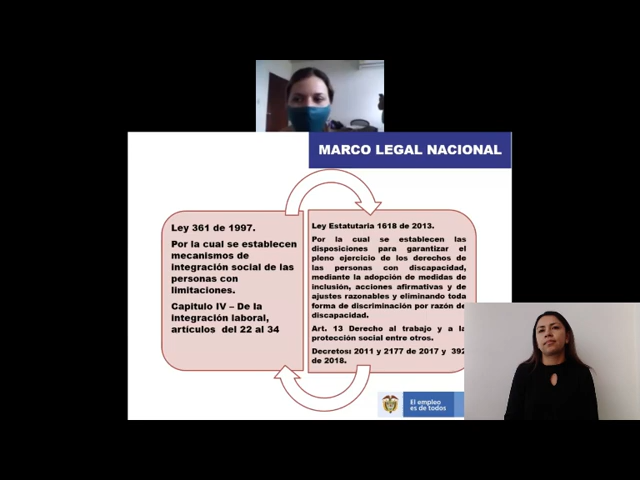 MARCO LEGAL NACIONAL
Ley 361 de 1997.
Por la cual se establecen
mecanismos de
integración social de las
personas con
limitaciones.
Capitulo IV – De la
integración laboral,
artículos del 22 al 34
Ley Estatutaria 1618 de 2013.
Por la cual se establecen las
disposiciones para garantizar el
pleno ejercicio de los derechos de
las personas con discapacidad,
mediante la adopción de medidas de
inclusión, acciones afirmativas y de
ajustes razonables y eliminando toda
forma de discriminación por razón de
discapacidad.
Art. 13 Derecho al trabajo y a la
protección social entre otros.
Decretos: 2011 y 2177 de 2017 y 392
de 2018.
El empleo
es de todos